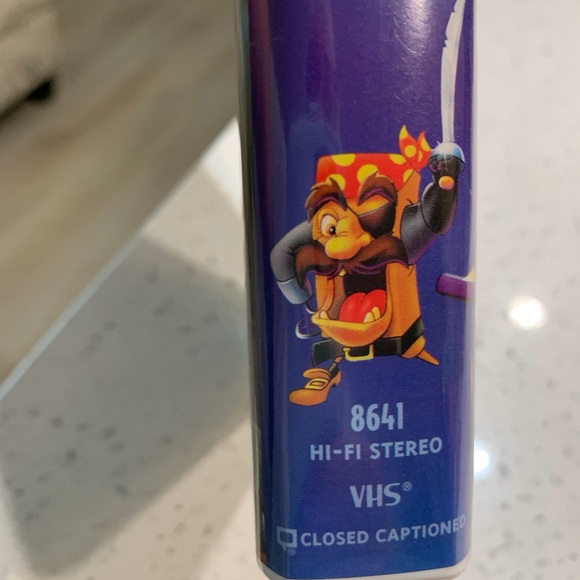 8641
HI-FI STEREO
VHS®
CLOSED CAPTIONED